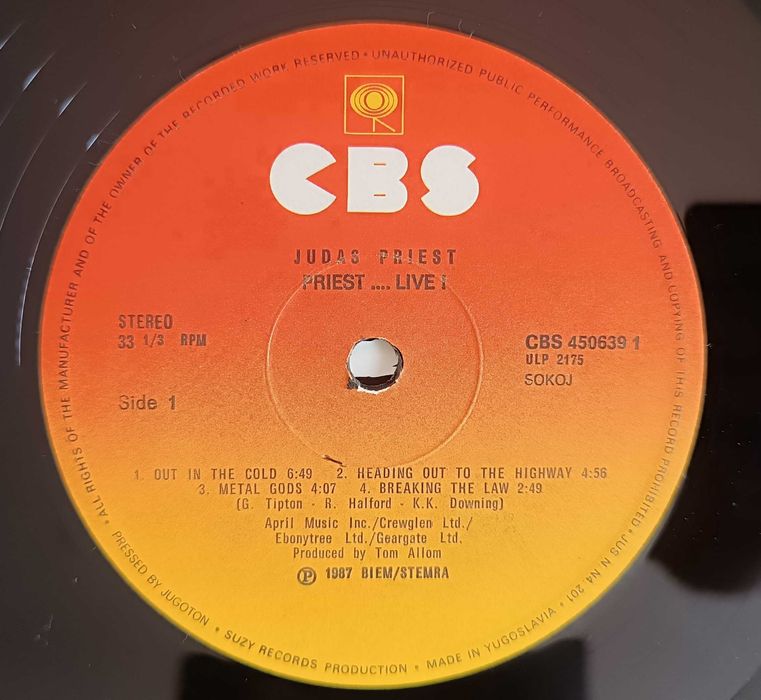 • ALL RIGHTS OF THE MANUFACTURER AND OF THE OWNER OF THE RECORDED WORK RESERVED • UNAUTHORIZED PUBLIC PERFORMANCE BROADCASTING AND COPYING OF THIS RECORD PROHIBITED • JUS N N4 201 •
CBS
JUDAS PRIEST
PRIEST .... LIVE !
STEREO
33 1/3 RPM
Side 1
CBS 450639 1
ULP 2175
SOKOJ
1. OUT IN THE COLD 6:49 2. HEADING OUT TO THE HIGHWAY 4:56
3. METAL GODS 4:07 4. BREAKING THE LAW 2:49
(G. Tipton - R. Halford - K.K. Downing)
April Music Inc./Crewglen Ltd./
Ebonytree Ltd./Geargate Ltd.
Produced by Tom Allom
Ⓟ 1987 BIEM/STEMRA
PRESSED BY JUGOTON • SUZY RECORDS PRODUCTION • MADE IN YUGOSLAVIA